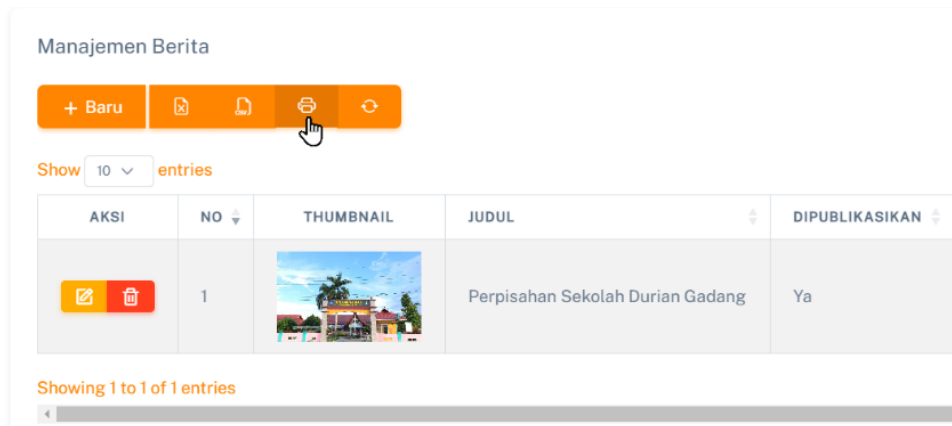 Manajemen Berita
+ Baru
Show 10 entries
AKSI NO THUMBNAIL JUDUL DIPUBLIKASIKAN
1 Perpisahan Sekolah Durian Gadang Ya
Showing 1 to 1 of 1 entries